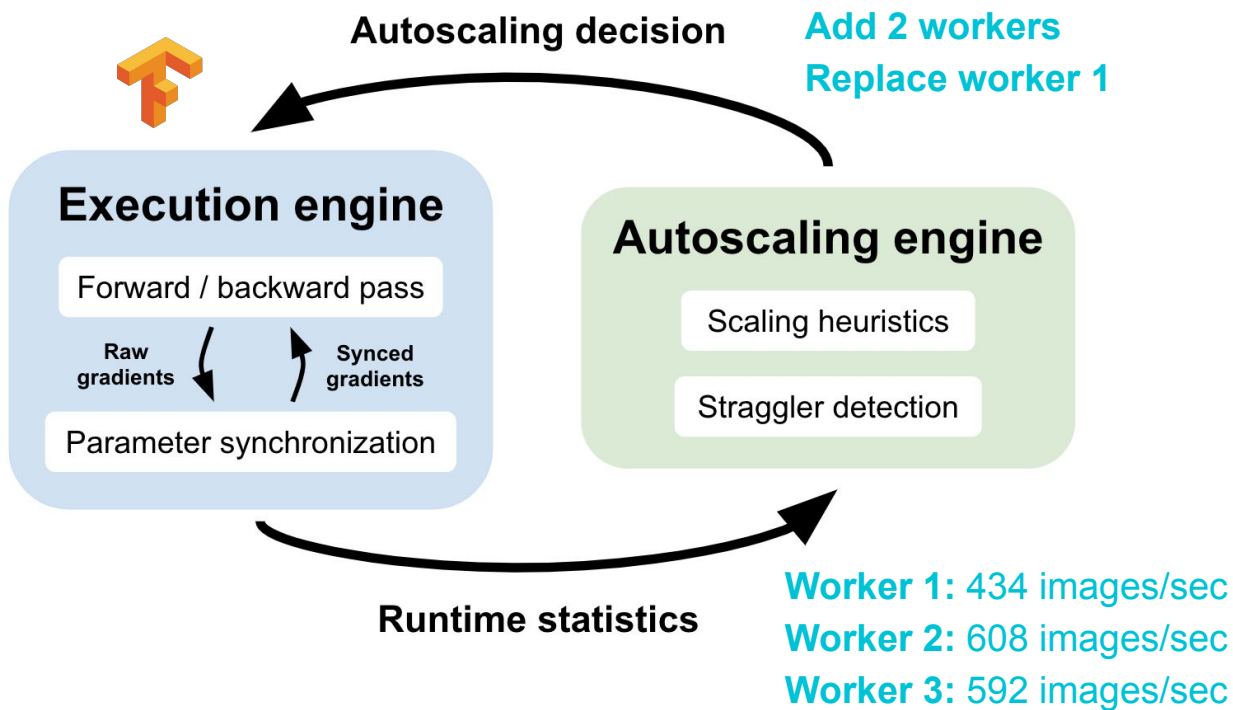 Autoscaling decision
Add 2 workers
Replace worker 1
Execution engine
Forward / backward pass
Raw
gradients
Synced
gradients
Parameter synchronization
Autoscaling engine
Scaling heuristics
Straggler detection
Runtime statistics
Worker 1: 434 images/sec
Worker 2: 608 images/sec
Worker 3: 592 images/sec